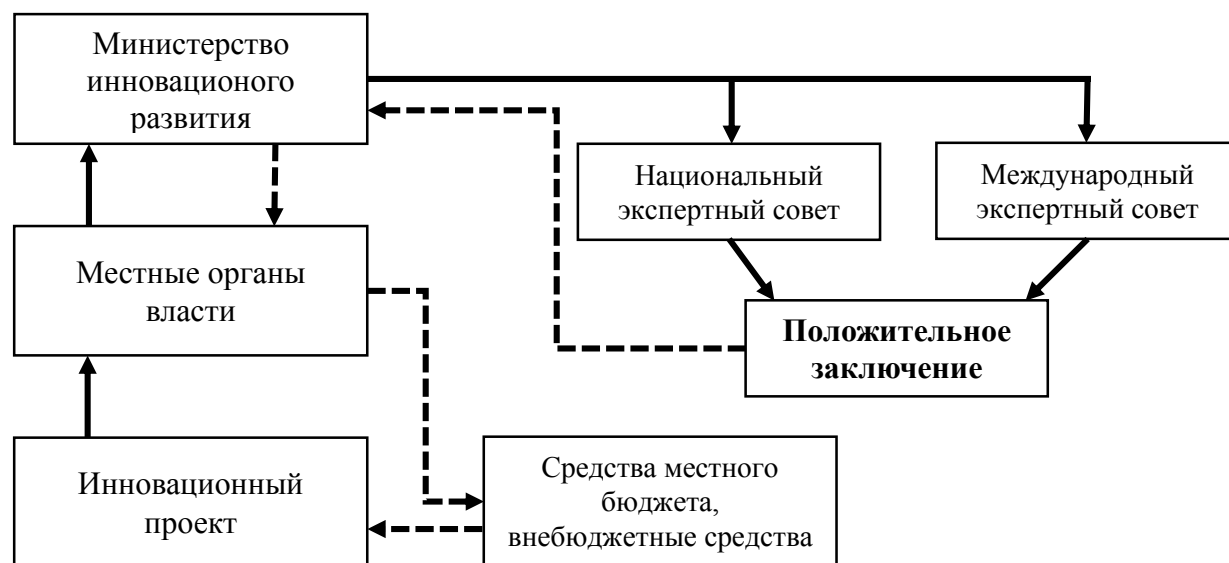 Министерство
инновационого
развития
Национальный
экспертный совет
Международный
экспертный совет
Местные органы
власти
Положительное
заключение
Инновационный
проект
Средства местного
бюджета,
внебюджетные средства